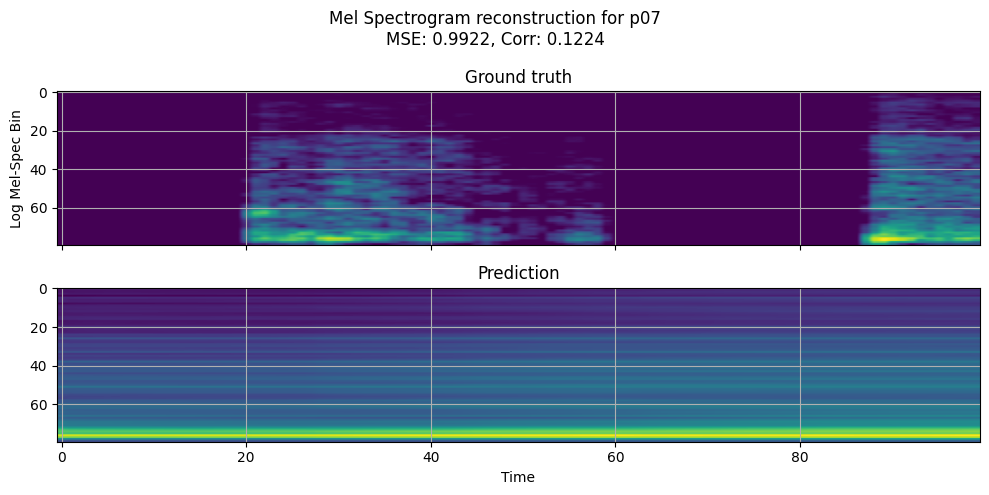 Mel Spectrogram reconstruction for p07
MSE: 0.9922, Corr: 0.1224
Ground truth
Log Mel-Spec Bin
0
20
40
60
Prediction
0
20
40
60
0 20 40 60 80
Time